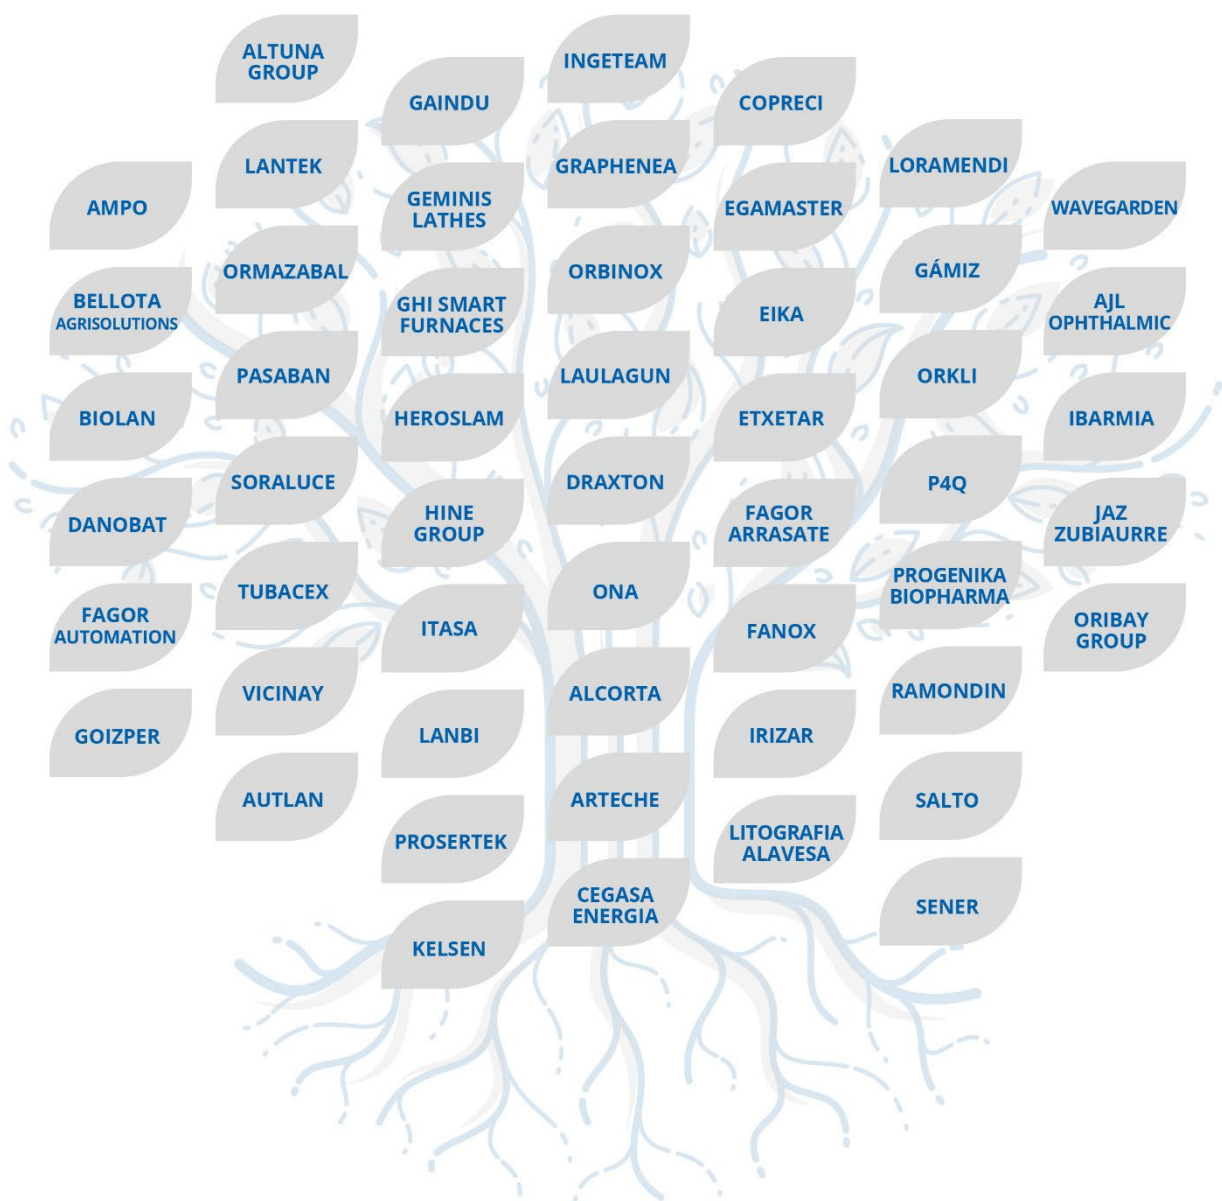 ALTUNA
GROUP
LANTEK
ORMAZABAL
PASABAN
SORALUCE
TUBACEX
VICINAY
AUTLAN
AMPO
BELLOTA
AGRISOLUTIONS
BIOLAN
DANOBAT
FAGOR
AUTOMATION
GOIZPER
GAINDU
GEMINIS
LATHES
GHI SMART
FURNACES
HEROSLAM
HINE
GROUP
ITASA
LANBI
PROSERTEK
KELSEN
INGETEAM
GRAPHENEA
ORBINOX
LAULAGUN
DRAXTON
ONA
ALCORTA
ARTECHE
CEGASA
ENERGIA
COPRECI
EGAMASTER
EIKA
ETXETAR
FAGOR
ARRASATE
FANOX
IRIZAR
LITOGRAFIA
ALAVESA
LORAMENDI
GÁMIZ
ORKLI
P4Q
PROGENIKA
BIOPHARMA
RAMONDIN
SALTO
SENER
WAVEGARDEN
AJL
OPHTHALMIC
IBARMIA
JAZ
ZUBIAURRE
ORIBAY
GROUP